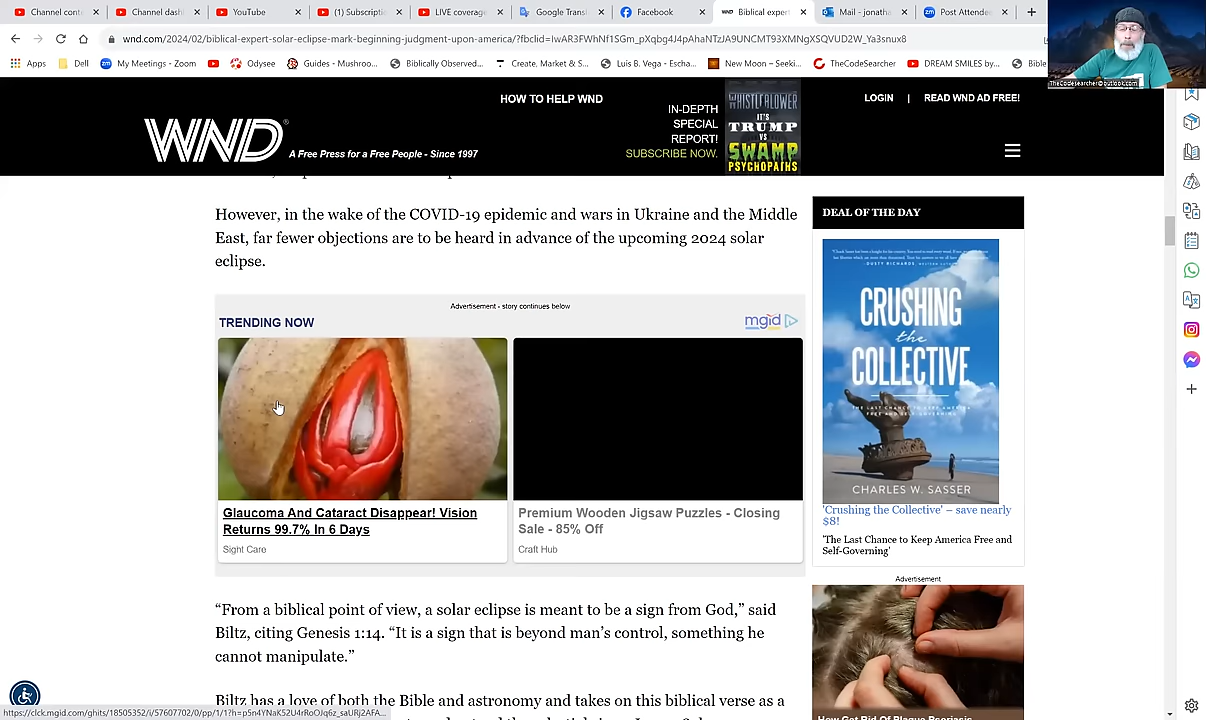 Channel cont
Channel dash
YouTube
(1) Subscripti
LIVE coverage
Google Trans
Facebook
Biblical exper
Mail - jonatha
Post Attende
wnd.com/2024/02/biblical-expert-solar-eclipse-mark-beginning-judgment-upon-america/?fbclid=IwAR3FWhNf1SGm_pXqbg4J4pAhaNTzJA9UNCMT93XMNgXSQVUD2W_Ya3snux8
Apps
Dell
My Meetings - Zoom
Odysee
Guides - Mushroo...
Biblically Observed...
Create, Market & S...
Luis B. Vega - Escha...
New Moon – Seeki...
TheCodeSearcher
DREAM SMILES by...
Bible
TheCodesearcher@outlook.com
HOW TO HELP WND
WND®
A Free Press for a Free People - Since 1997
IN-DEPTH
SPECIAL
REPORT!
SUBSCRIBE NOW.
WHISTLEBLOWER
IT'S
TRUMP
VS
SWAMP
PSYCHOPATHS
LOGIN | READ WND AD FREE!
However, in the wake of the COVID-19 epidemic and wars in Ukraine and the Middle
East, far fewer objections are to be heard in advance of the upcoming 2024 solar
eclipse.
Advertisement - story continues below
TRENDING NOW
mgid
Glaucoma And Cataract Disappear! Vision
Returns 99.7% In 6 Days
Sight Care
Premium Wooden Jigsaw Puzzles - Closing
Sale - 85% Off
Craft Hub
“From a biblical point of view, a solar eclipse is meant to be a sign from God,” said
Biltz, citing Genesis 1:14. “It is a sign that is beyond man’s control, something he
cannot manipulate.”
Biltz has a love of both the Bible and astronomy and takes on this biblical verse as a
DEAL OF THE DAY
CRUSHING
the
COLLECTIVE
THE LAST CHANCE TO KEEP AMERICA
FREE AND SELF-GOVERNING
CHARLES W. SASSER
'Crushing the Collective' – save nearly
$8!
'The Last Chance to Keep America Free and
Self-Governing'
Advertisement
How Get Rid Of Plaque Psoriasis